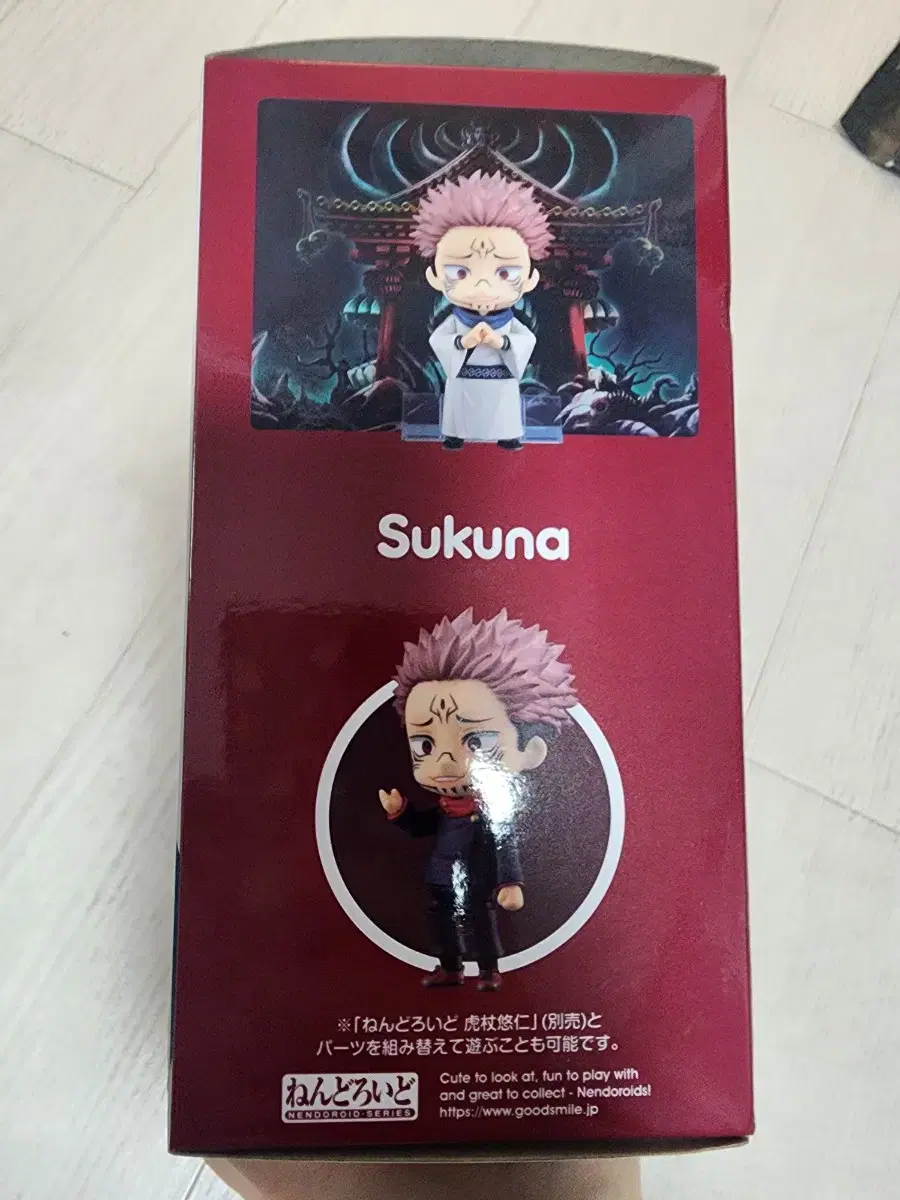 Sukuna
※「ねんどろいど 虎杖悠仁」(別売)と
パーツを組み替えて遊ぶことも可能です。
ねんどろいど
NENDOROID・SERIES
Cute to look at, fun to play with
and great to collect - Nendoroids!
https://www.goodsmile.jp